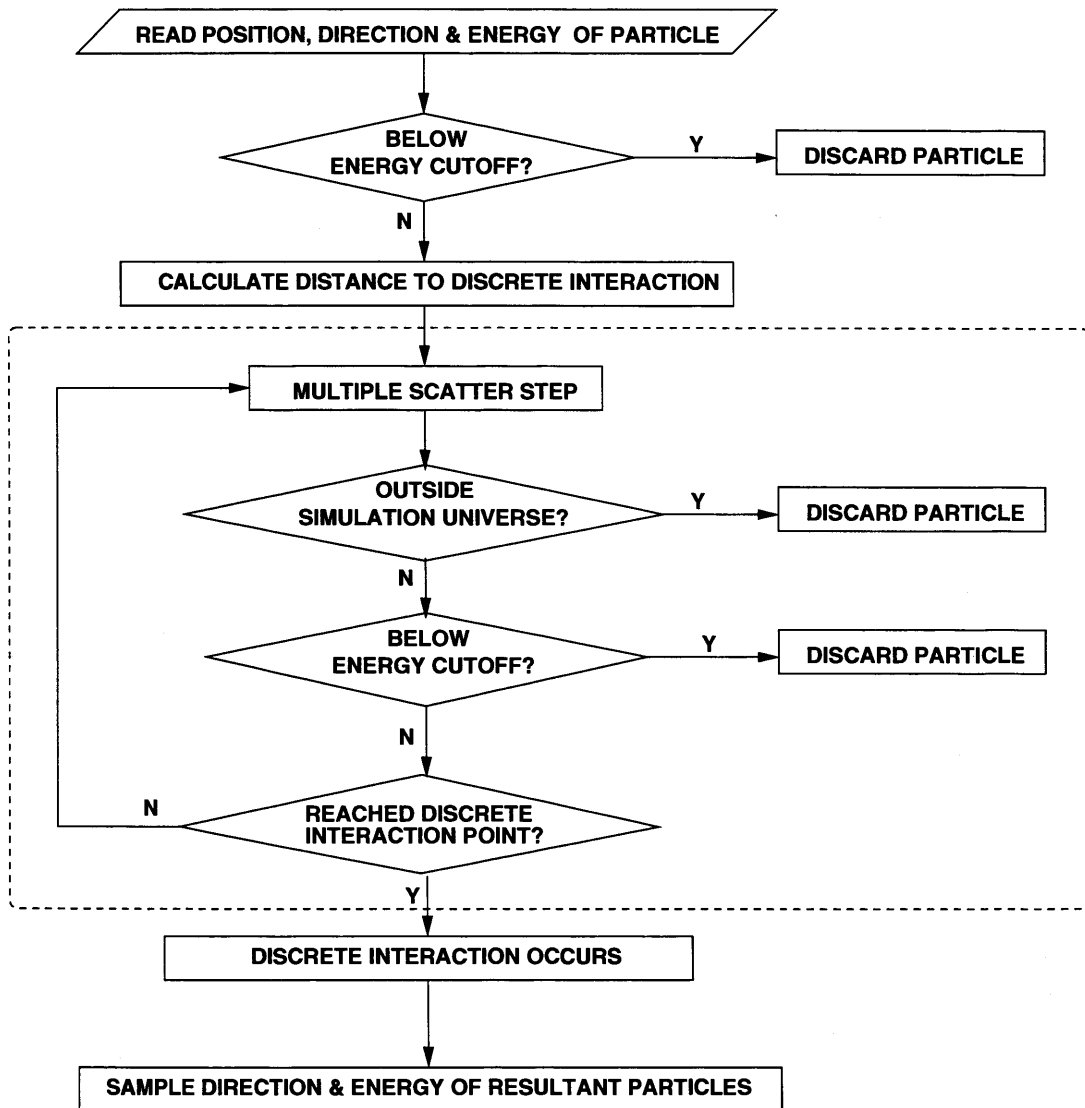 READ POSITION, DIRECTION & ENERGY OF PARTICLE
BELOW
ENERGY CUTOFF?
Y
DISCARD PARTICLE
N
CALCULATE DISTANCE TO DISCRETE INTERACTION
MULTIPLE SCATTER STEP
OUTSIDE
SIMULATION UNIVERSE?
Y
DISCARD PARTICLE
N
BELOW
ENERGY CUTOFF?
Y
DISCARD PARTICLE
N
REACHED DISCRETE
INTERACTION POINT?
N
Y
DISCRETE INTERACTION OCCURS
SAMPLE DIRECTION & ENERGY OF RESULTANT PARTICLES